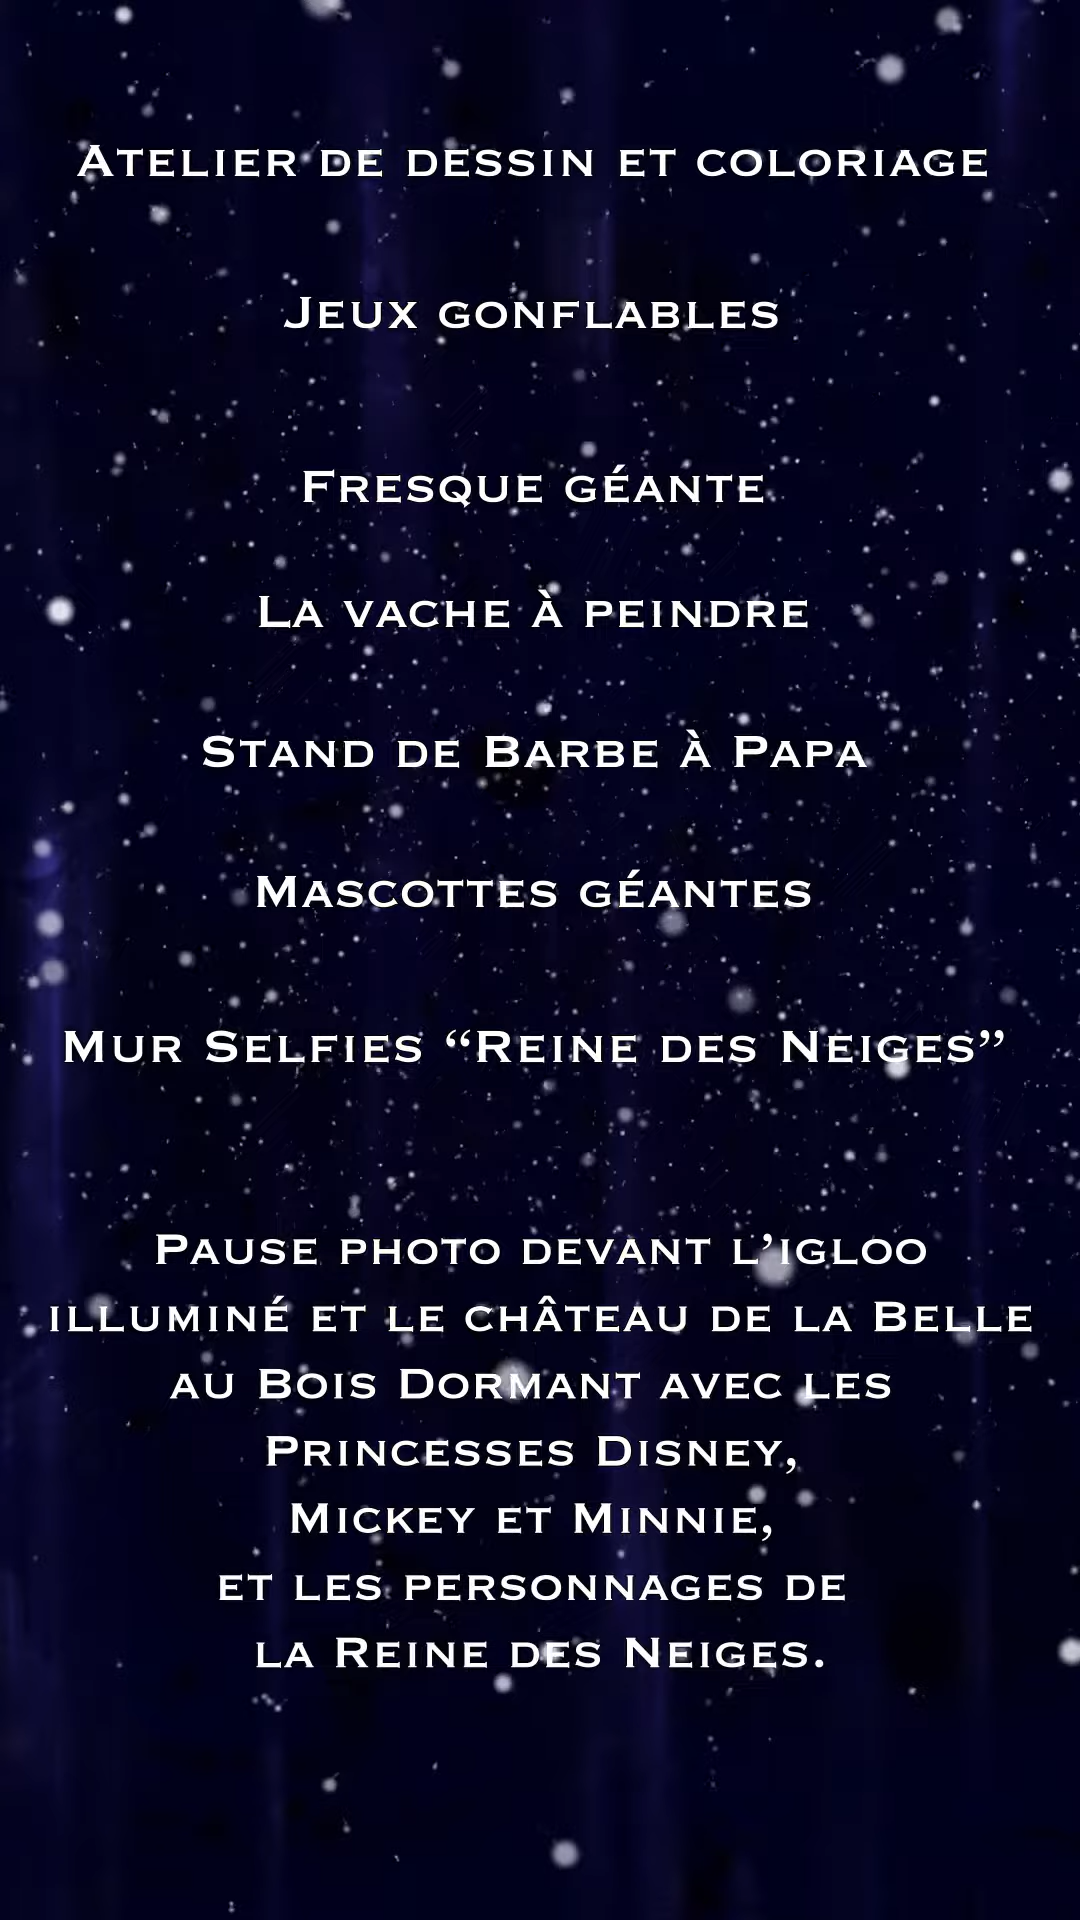 Atelier de dessin et coloriage
Jeux gonflables
Fresque géante
La vache à peindre
Stand de Barbe à Papa
Mascottes géantes
Mur Selfies “Reine des Neiges”
Pause photo devant l’igloo
illuminé et le château de la Belle
au Bois Dormant avec les
Princesses Disney,
Mickey et Minnie,
et les personnages de
la Reine des Neiges.